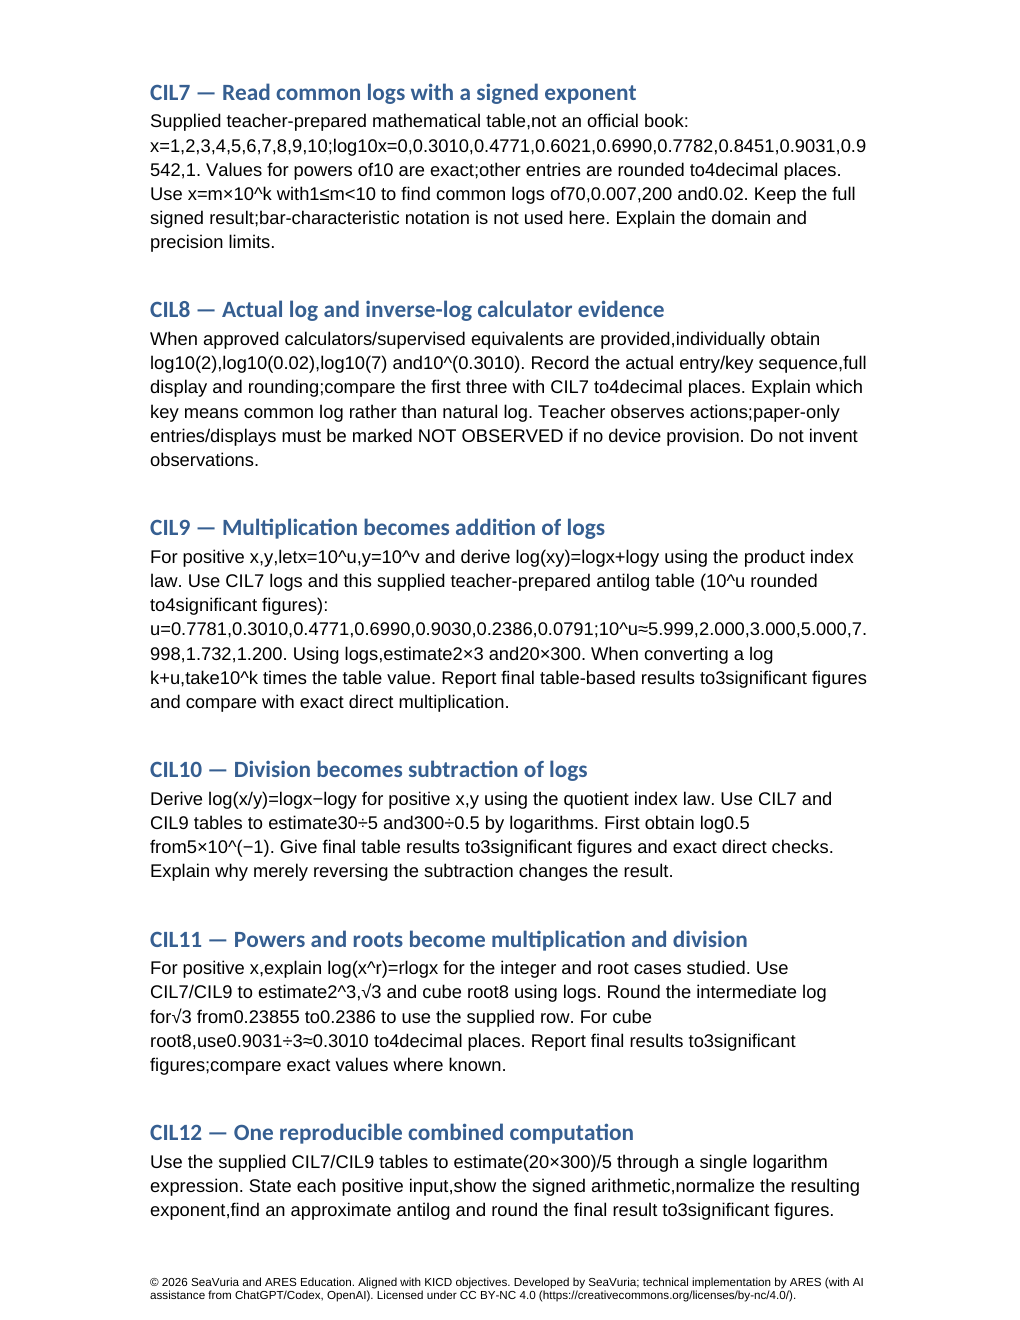 CIL7 — Read common logs with a signed exponent
Supplied teacher-prepared mathematical table,not an official book:
x=1,2,3,4,5,6,7,8,9,10;log10x=0,0.3010,0.4771,0.6021,0.6990,0.7782,0.8451,0.9031,0.9
542,1. Values for powers of10 are exact;other entries are rounded to4decimal places.
Use x=m×10^k with1≤m<10 to find common logs of70,0.007,200 and0.02. Keep the full
signed result;bar-characteristic notation is not used here. Explain the domain and
precision limits.
CIL8 — Actual log and inverse-log calculator evidence
When approved calculators/supervised equivalents are provided,individually obtain
log10(2),log10(0.02),log10(7) and10^(0.3010). Record the actual entry/key sequence,full
display and rounding;compare the first three with CIL7 to4decimal places. Explain which
key means common log rather than natural log. Teacher observes actions;paper-only
entries/displays must be marked NOT OBSERVED if no device provision. Do not invent
observations.
CIL9 — Multiplication becomes addition of logs
For positive x,y,letx=10^u,y=10^v and derive log(xy)=logx+logy using the product index
law. Use CIL7 logs and this supplied teacher-prepared antilog table (10^u rounded
to4significant figures):
u=0.7781,0.3010,0.4771,0.6990,0.9030,0.2386,0.0791;10^u≈5.999,2.000,3.000,5.000,7.
998,1.732,1.200. Using logs,estimate2×3 and20×300. When converting a log
k+u,take10^k times the table value. Report final table-based results to3significant figures
and compare with exact direct multiplication.
CIL10 — Division becomes subtraction of logs
Derive log(x/y)=logx−logy for positive x,y using the quotient index law. Use CIL7 and
CIL9 tables to estimate30÷5 and300÷0.5 by logarithms. First obtain log0.5
from5×10^(−1). Give final table results to3significant figures and exact direct checks.
Explain why merely reversing the subtraction changes the result.
CIL11 — Powers and roots become multiplication and division
For positive x,explain log(x^r)=rlogx for the integer and root cases studied. Use
CIL7/CIL9 to estimate2^3,√3 and cube root8 using logs. Round the intermediate log
for√3 from0.23855 to0.2386 to use the supplied row. For cube
root8,use0.9031÷3≈0.3010 to4decimal places. Report final results to3significant
figures;compare exact values where known.
CIL12 — One reproducible combined computation
Use the supplied CIL7/CIL9 tables to estimate(20×300)/5 through a single logarithm
expression. State each positive input,show the signed arithmetic,normalize the resulting
exponent,find an approximate antilog and round the final result to3significant figures.
© 2026 SeaVuria and ARES Education. Aligned with KICD objectives. Developed by SeaVuria; technical implementation by ARES (with AI
assistance from ChatGPT/Codex, OpenAI). Licensed under CC BY-NC 4.0 (https://creativecommons.org/licenses/by-nc/4.0/).